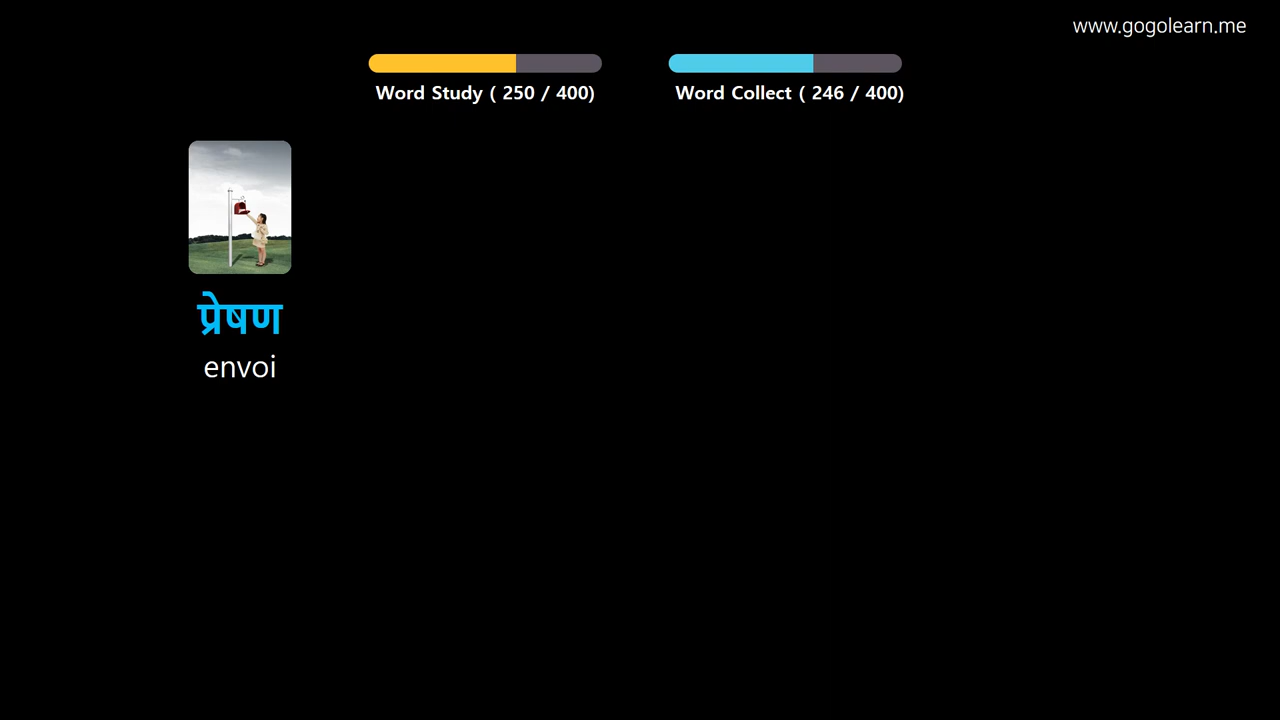 www.gogolearn.me
Word Study ( 250 / 400)
Word Collect ( 246 / 400)
प्रेषण
envoi